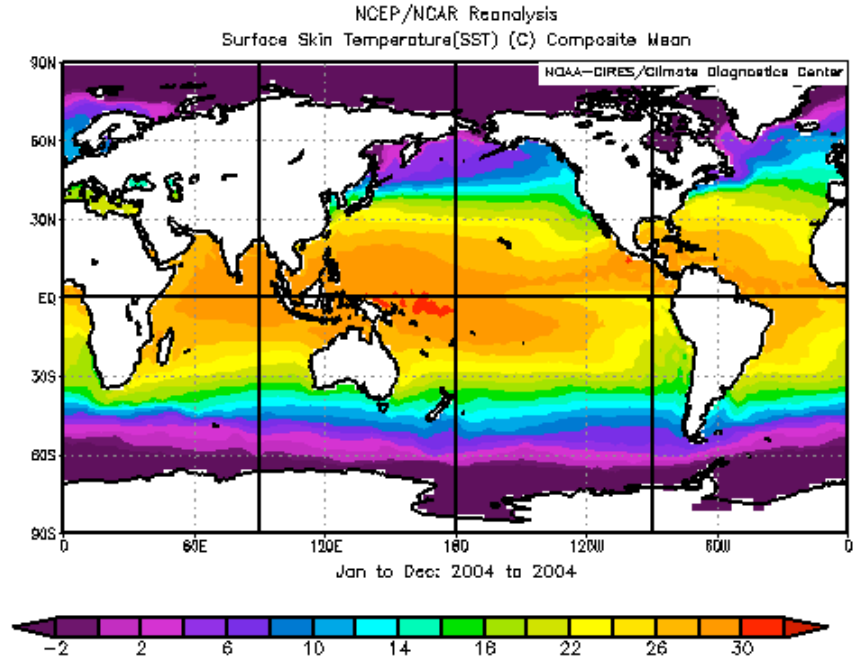 NCEP/NCAR Reanalysis
Surface Skin Temperature(SST) (C) Composite Mean
NOAA-CIRES/Climate Diagnostics Center
90N
60N
30N
EQ
30S
60S
90S
0 60E 120E 180 120W 60W 0
Jan to Dec: 2004 to 2004
-2 2 6 10 14 18 22 26 30